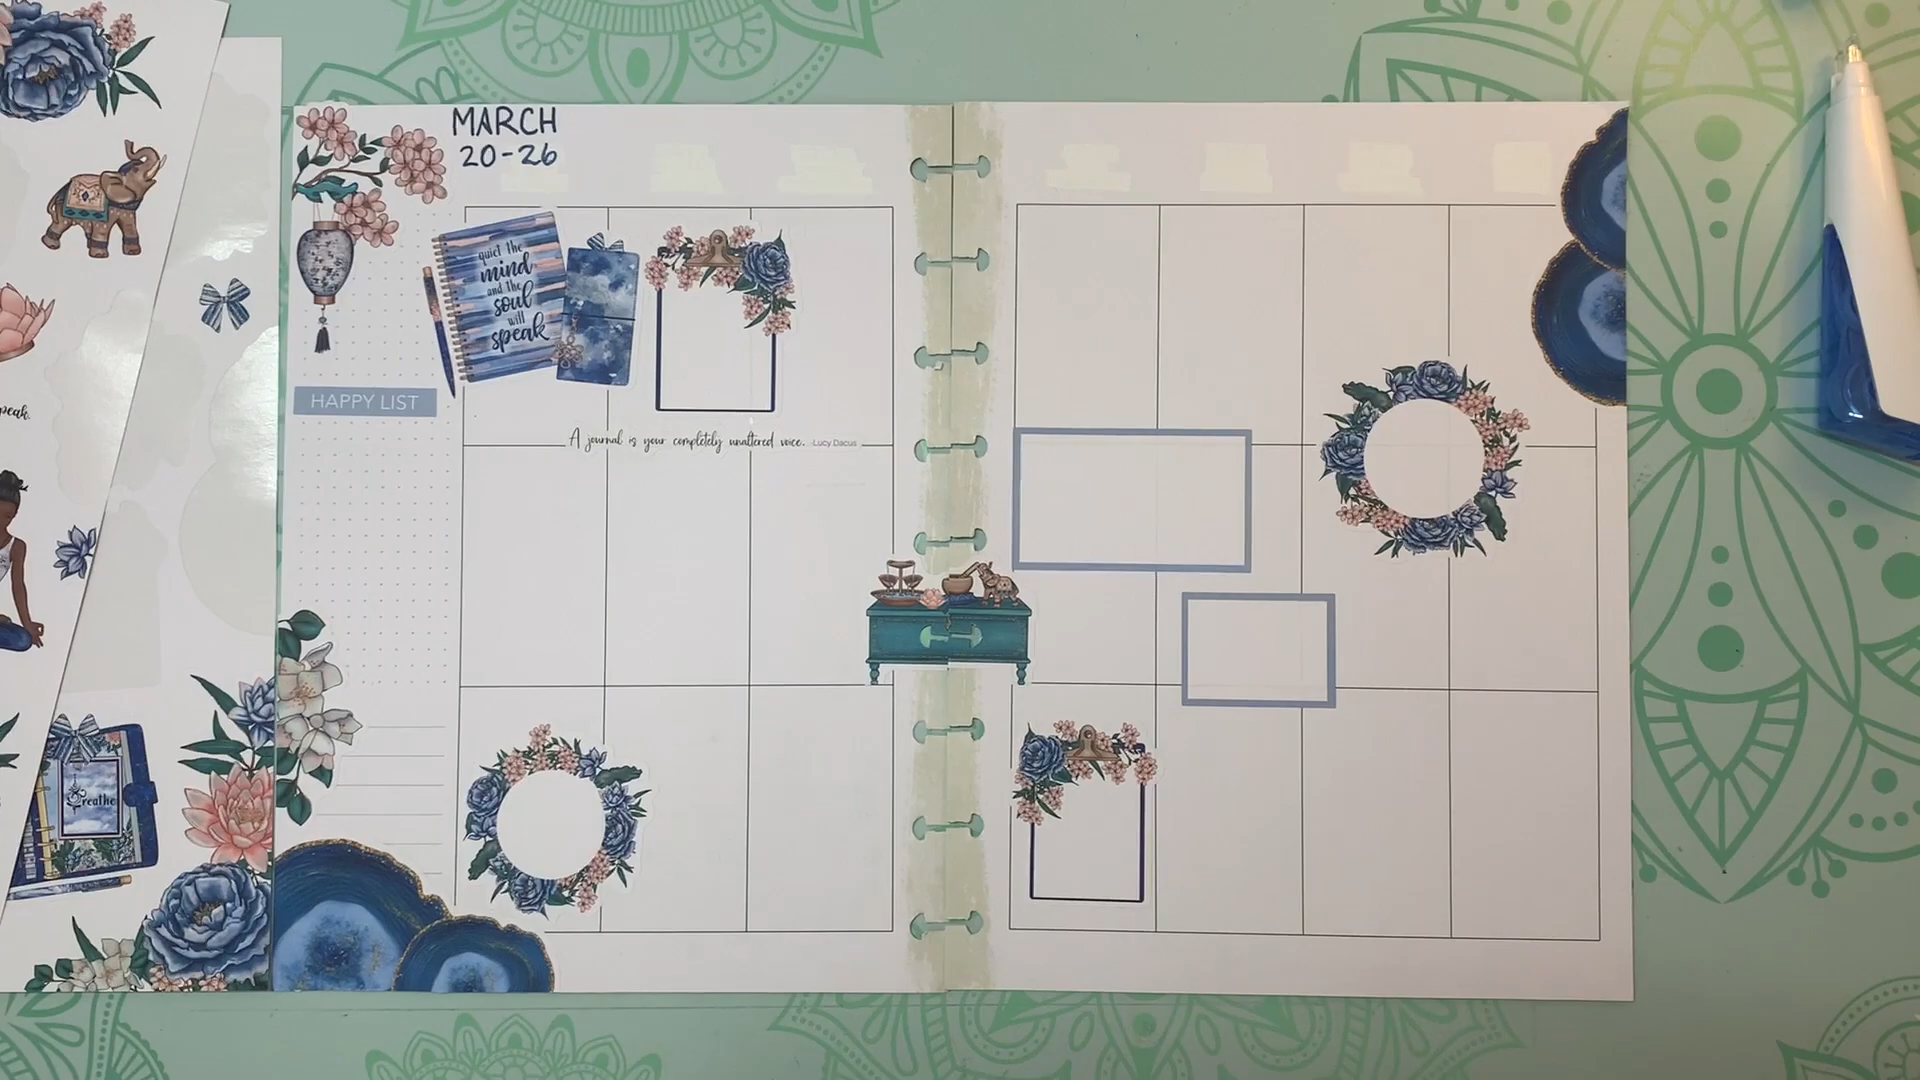 MARCH
20-26
quiet the
mind
and the
soul
will
speak
HAPPY LIST
A journal is your completely unaltered voice. -Lucy Dacus
peak.
Breathe